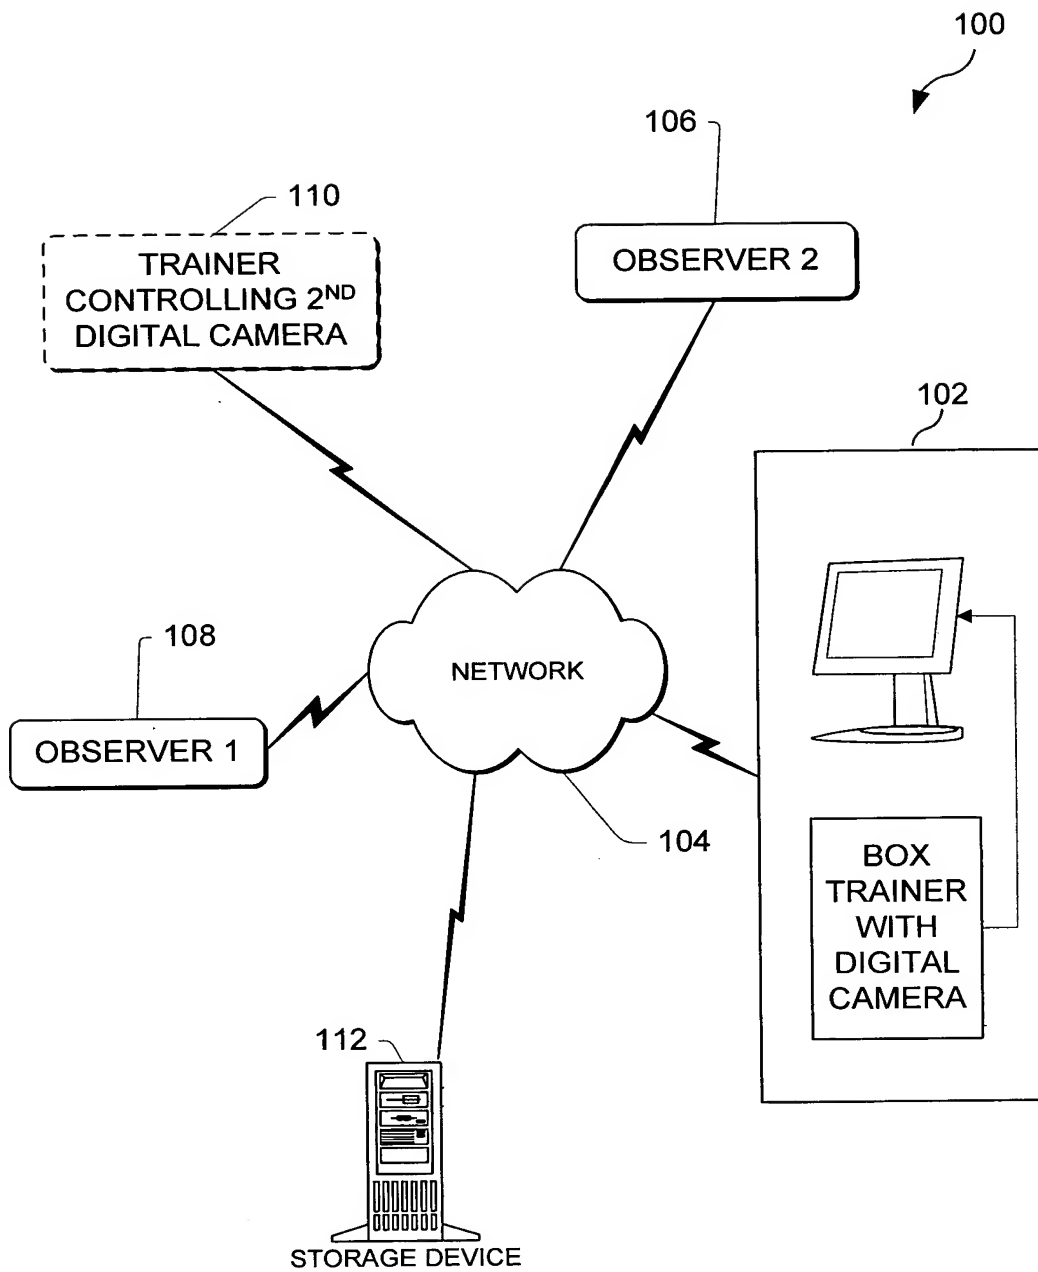 100
106
110
TRAINER
CONTROLLING 2ND
DIGITAL CAMERA
OBSERVER 2
102
108
NETWORK
OBSERVER 1
104
BOX
TRAINER
WITH
DIGITAL
CAMERA
112
STORAGE DEVICE